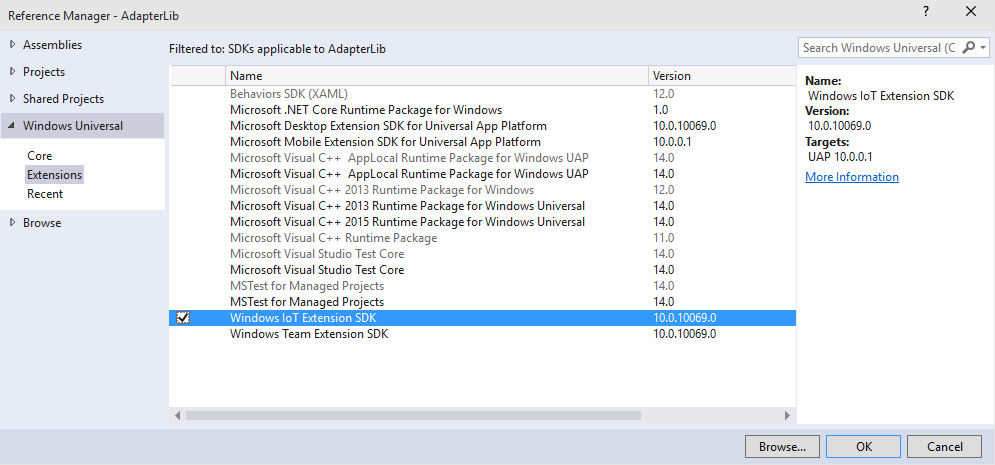 Reference Manager - AdapterLib
?
Assemblies
Projects
Shared Projects
Windows Universal
Core
Extensions
Recent
Browse
Filtered to: SDKs applicable to AdapterLib
Name Version
Behaviors SDK (XAML) 12.0
Microsoft .NET Core Runtime Package for Windows 1.0
Microsoft Desktop Extension SDK for Universal App Platform 10.0.10069.0
Microsoft Mobile Extension SDK for Universal App Platform 10.0.0.1
Microsoft Visual C++  AppLocal Runtime Package for Windows UAP 14.0
Microsoft Visual C++  AppLocal Runtime Package for Windows UAP 14.0
Microsoft Visual C++ 2013 Runtime Package for Windows 12.0
Microsoft Visual C++ 2013 Runtime Package for Windows Universal 14.0
Microsoft Visual C++ 2015 Runtime Package for Windows Universal 14.0
Microsoft Visual C++ Runtime Package 11.0
Microsoft Visual Studio Test Core 14.0
Microsoft Visual Studio Test Core 14.0
MSTest for Managed Projects 14.0
MSTest for Managed Projects 14.0
Windows IoT Extension SDK 10.0.10069.0
Windows Team Extension SDK 10.0.10069.0
Search Windows Universal (C
Name:
Windows IoT Extension SDK
Version:
10.0.10069.0
Targets:
UAP 10.0.0.1
More Information
Browse... OK Cancel